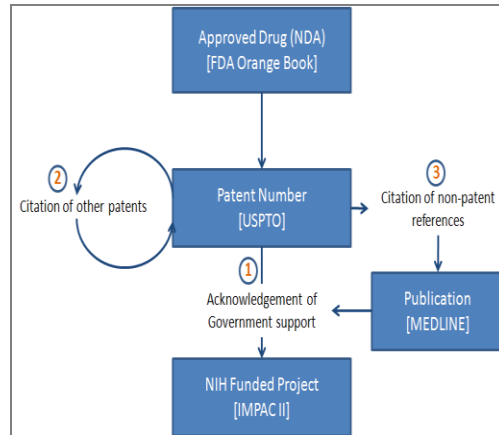 Approved Drug (NDA)
[FDA Orange Book]
2
Citation of other patents
Patent Number
[USPTO]
3
Citation of non-patent
references
1
Acknowledgement of
Government support
Publication
[MEDLINE]
NIH Funded Project
[IMPAC II]